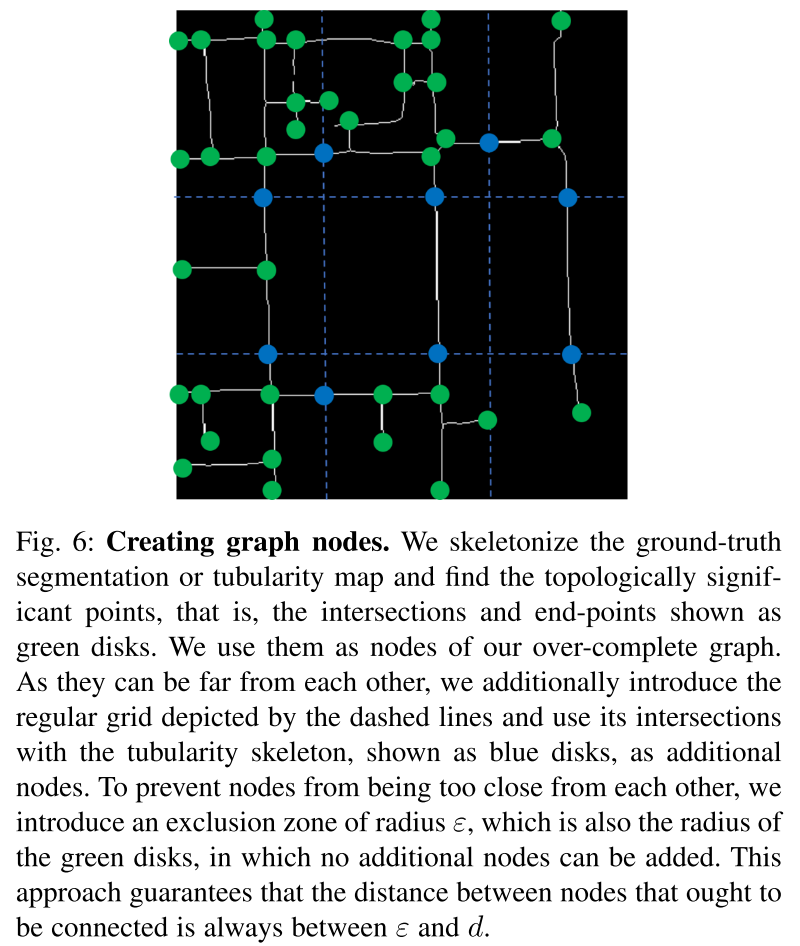 Fig. 6: Creating graph nodes. We skeletonize the ground-truth
segmentation or tubularity map and find the topologically signif-
icant points, that is, the intersections and end-points shown as
green disks. We use them as nodes of our over-complete graph.
As they can be far from each other, we additionally introduce the
regular grid depicted by the dashed lines and use its intersections
with the tubularity skeleton, shown as blue disks, as additional
nodes. To prevent nodes from being too close from each other, we
introduce an exclusion zone of radius ε, which is also the radius of
the green disks, in which no additional nodes can be added. This
approach guarantees that the distance between nodes that ought to
be connected is always between ε and d.